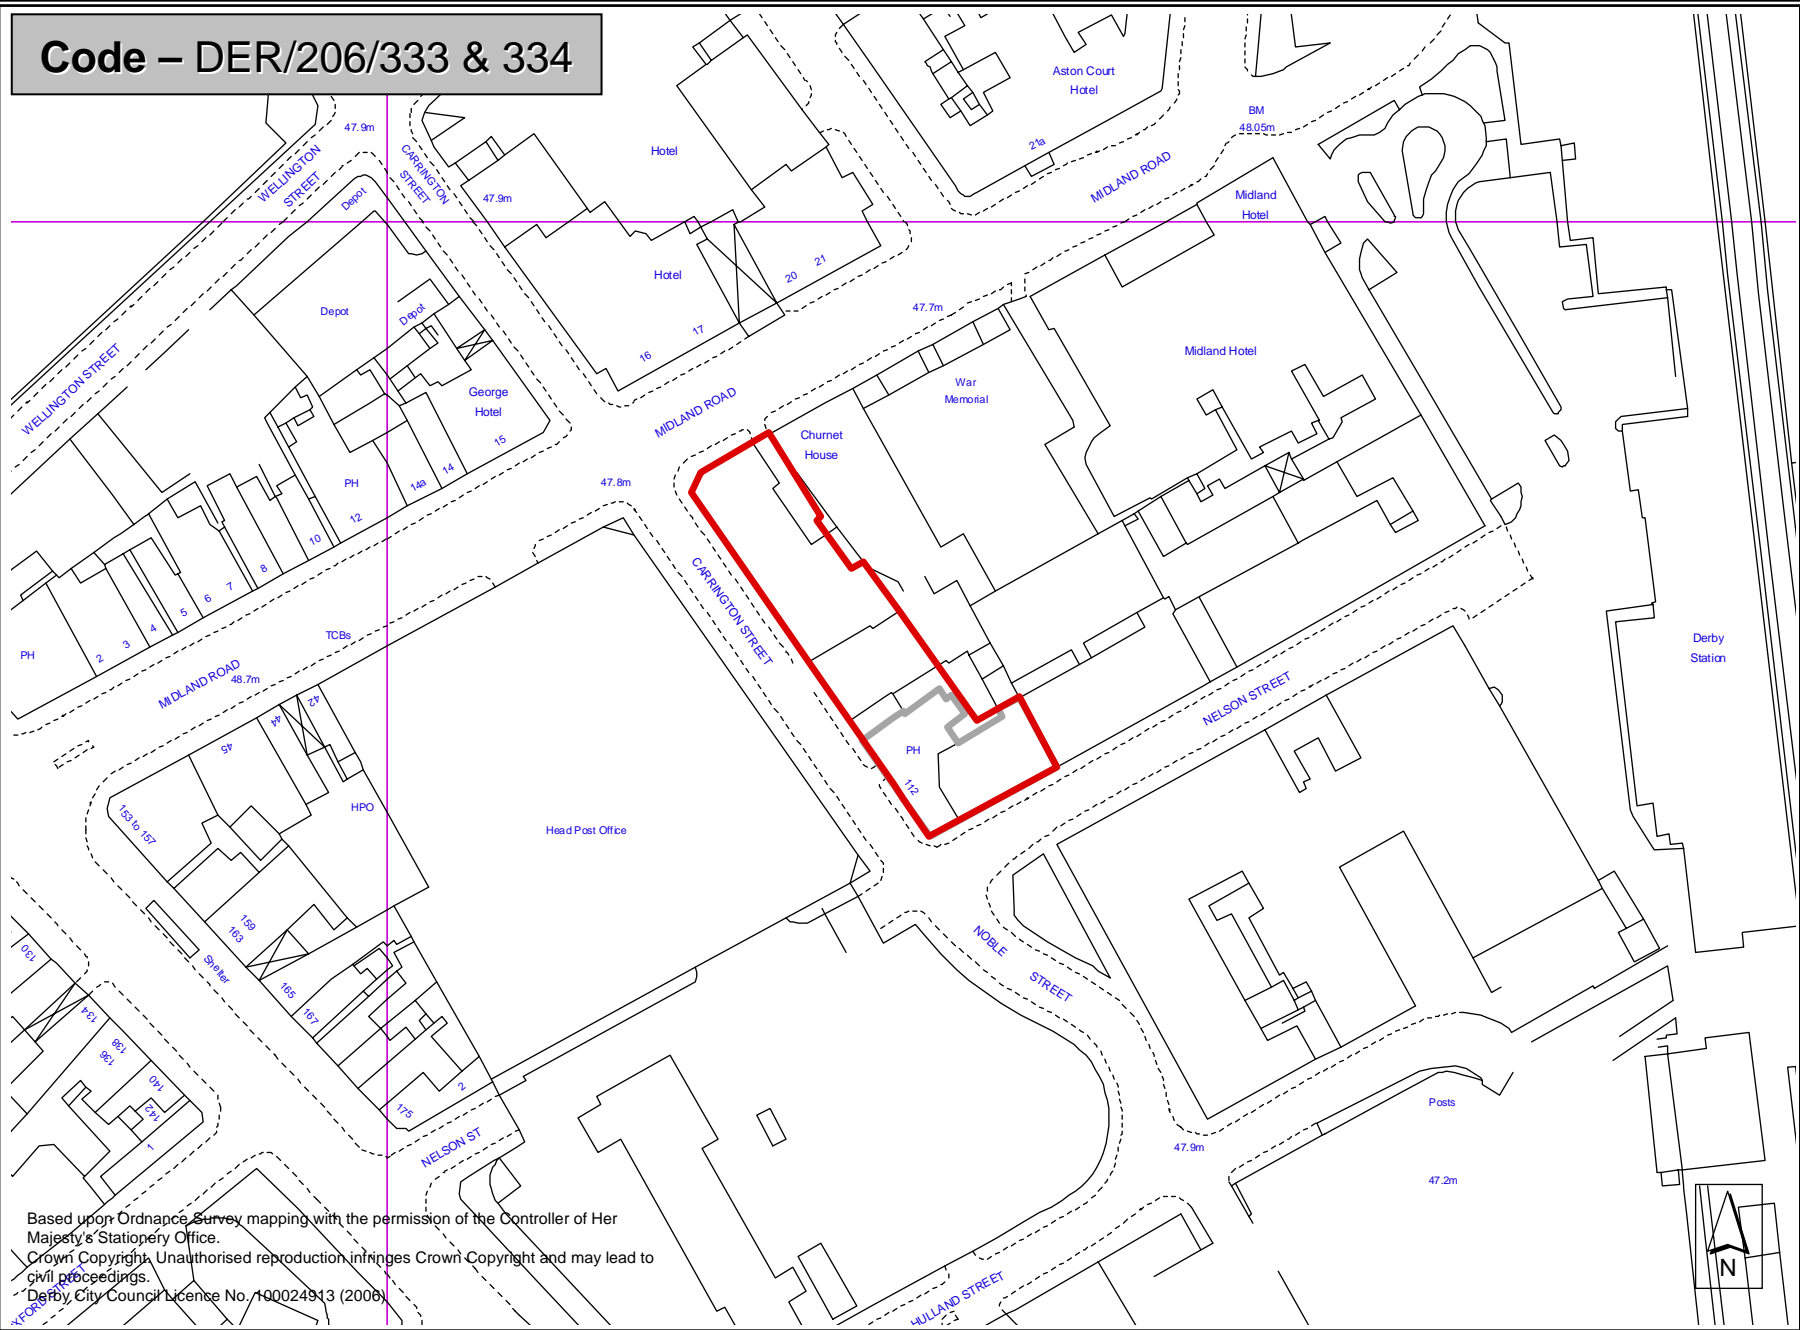 Code – DER/206/333 & 334
Aston Court
Hotel
BM
48.05m
47.9m
WELLINGTON
STREET
CARRINGTON
STREET
Hotel
21a
MIDLAND ROAD
Depot
47.9m
Midland
Hotel
Hotel
20
21
Depot
Depot
47.7m
17
16
WELLINGTON STREET
Midland Hotel
George
Hotel
War
Memorial
MIDLAND ROAD
15
Churnet
House
14
14a
PH
47.8m
12
10
8
7
6
5
4
3
2
PH
TCBs
CARRINGTON STREET
Derby
Station
MIDLAND ROAD
48.7m
42
44
45
NELSON STREET
PH
112
153 to 157
HPO
Head Post Office
159
163
NOBLE
STREET
130
Shelter
165
167
134
138
136
140
142
1
2
175
NELSON ST
Posts
47.9m
47.2m
Based upon Ordnance Survey mapping with the permission of the Controller of Her
Majesty's Stationery Office.
Crown Copyright. Unauthorised reproduction infringes Crown Copyright and may lead to
civil proceedings.
Derby City Council Licence No. 100024913 (2006)
XFORD STREET
HULLAND STREET
N